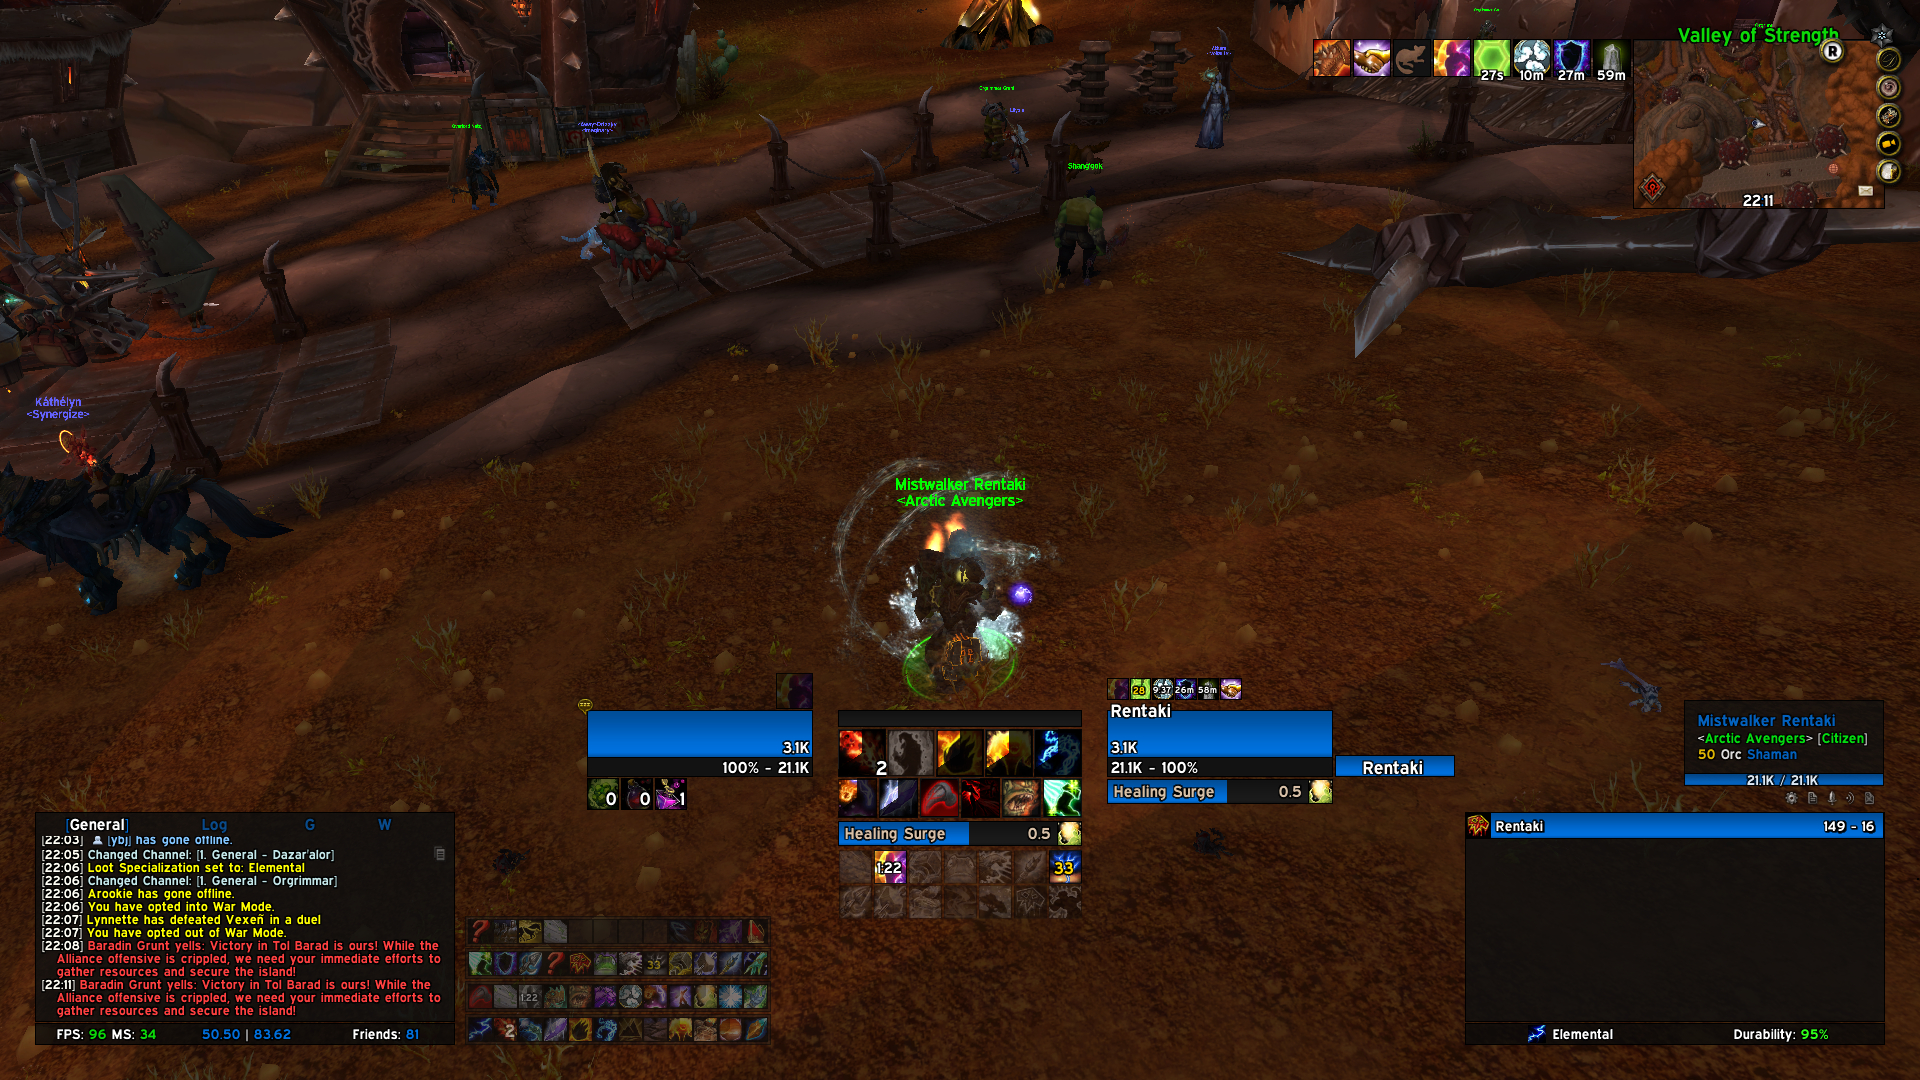 Valley of Strength
R
27s
10m
27m
59m
22:11
Shang'gok
Káthélyn
<Synergize>
Mistwalker Rentaki
<Arctic Avengers>
3.1K
100% - 21.1K
0
0
1
2
Healing Surge
0.5
1:22
33
28
9:37
26m
58m
Rentaki
3.1K
21.1K - 100%
Rentaki
Healing Surge
0.5
Mistwalker Rentaki
<Arctic Avengers> [Citizen]
50 Orc Shaman
21.1K / 21.1K
Rentaki
149 - 16
Elemental
Durability: 95%
[General]
Log
G
W
[22:03] [ybj] has gone offline.
[22:05] Changed Channel: [1. General - Dazar'alor]
[22:06] Loot Specialization set to: Elemental
[22:06] Changed Channel: [1. General - Orgrimmar]
[22:06] Arookie has gone offline.
[22:06] You have opted into War Mode.
[22:07] Lynnette has defeated Vexeñ in a duel
[22:07] You have opted out of War Mode.
[22:08] Baradin Grunt yells: Victory in Tol Barad is ours! While the
Alliance offensive is crippled, we need your immediate efforts to
gather resources and secure the island!
[22:11] Baradin Grunt yells: Victory in Tol Barad is ours! While the
Alliance offensive is crippled, we need your immediate efforts to
gather resources and secure the island!
FPS: 96 MS: 34
50.50 | 83.62
Friends: 81
33
1:22
2